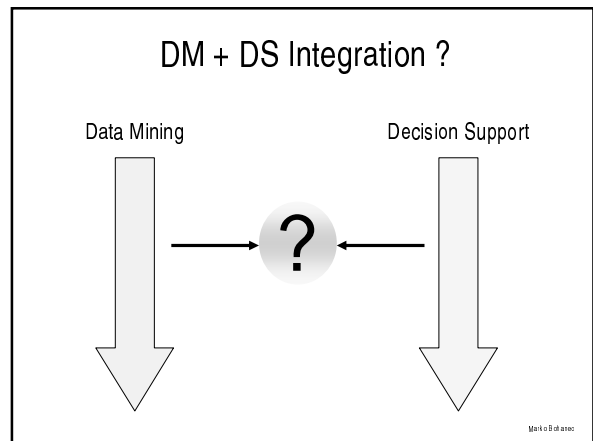 DM + DS Integration ?
Data Mining
Decision Support
?
Marko Bohanec